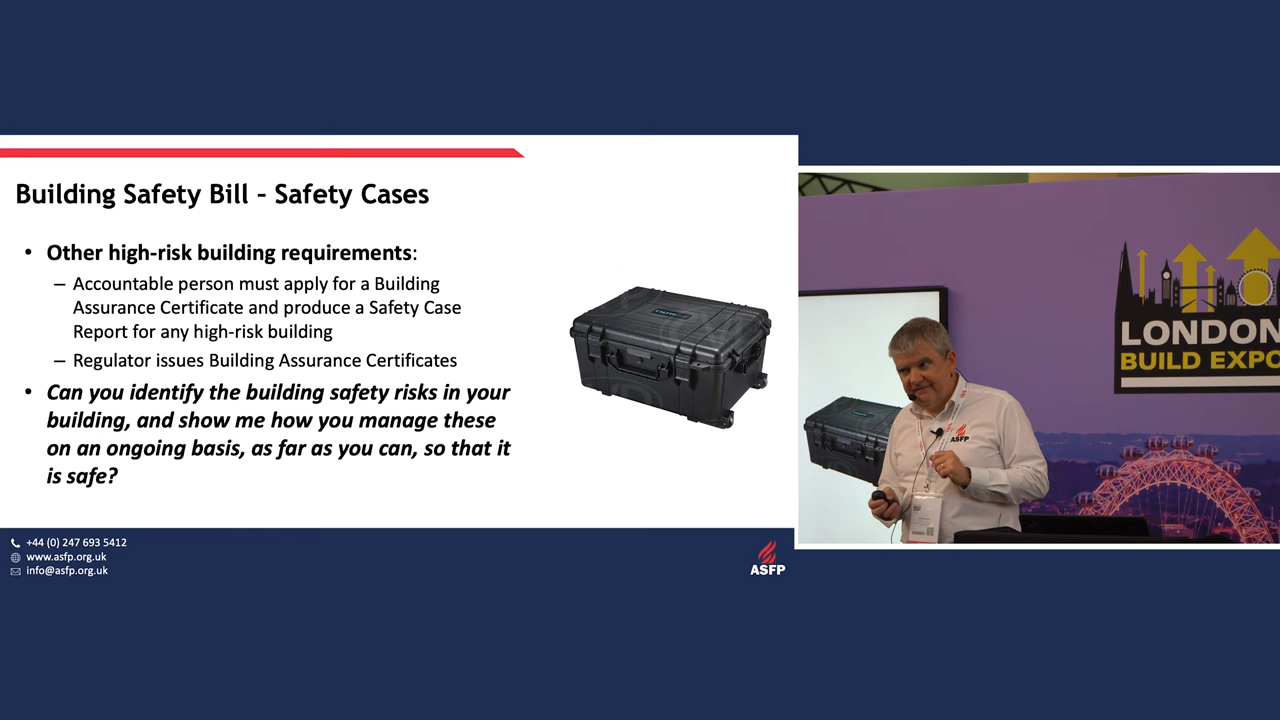 Building Safety Bill – Safety Cases
• Other high-risk building requirements:
– Accountable person must apply for a Building
Assurance Certificate and produce a Safety Case
Report for any high-risk building
– Regulator issues Building Assurance Certificates
• Can you identify the building safety risks in your
building, and show me how you manage these
on an ongoing basis, as far as you can, so that it
is safe?
+44 (0) 247 693 5412
www.asfp.org.uk
info@asfp.org.uk
ASFP
LONDON
BUILD EXPO
ASFP